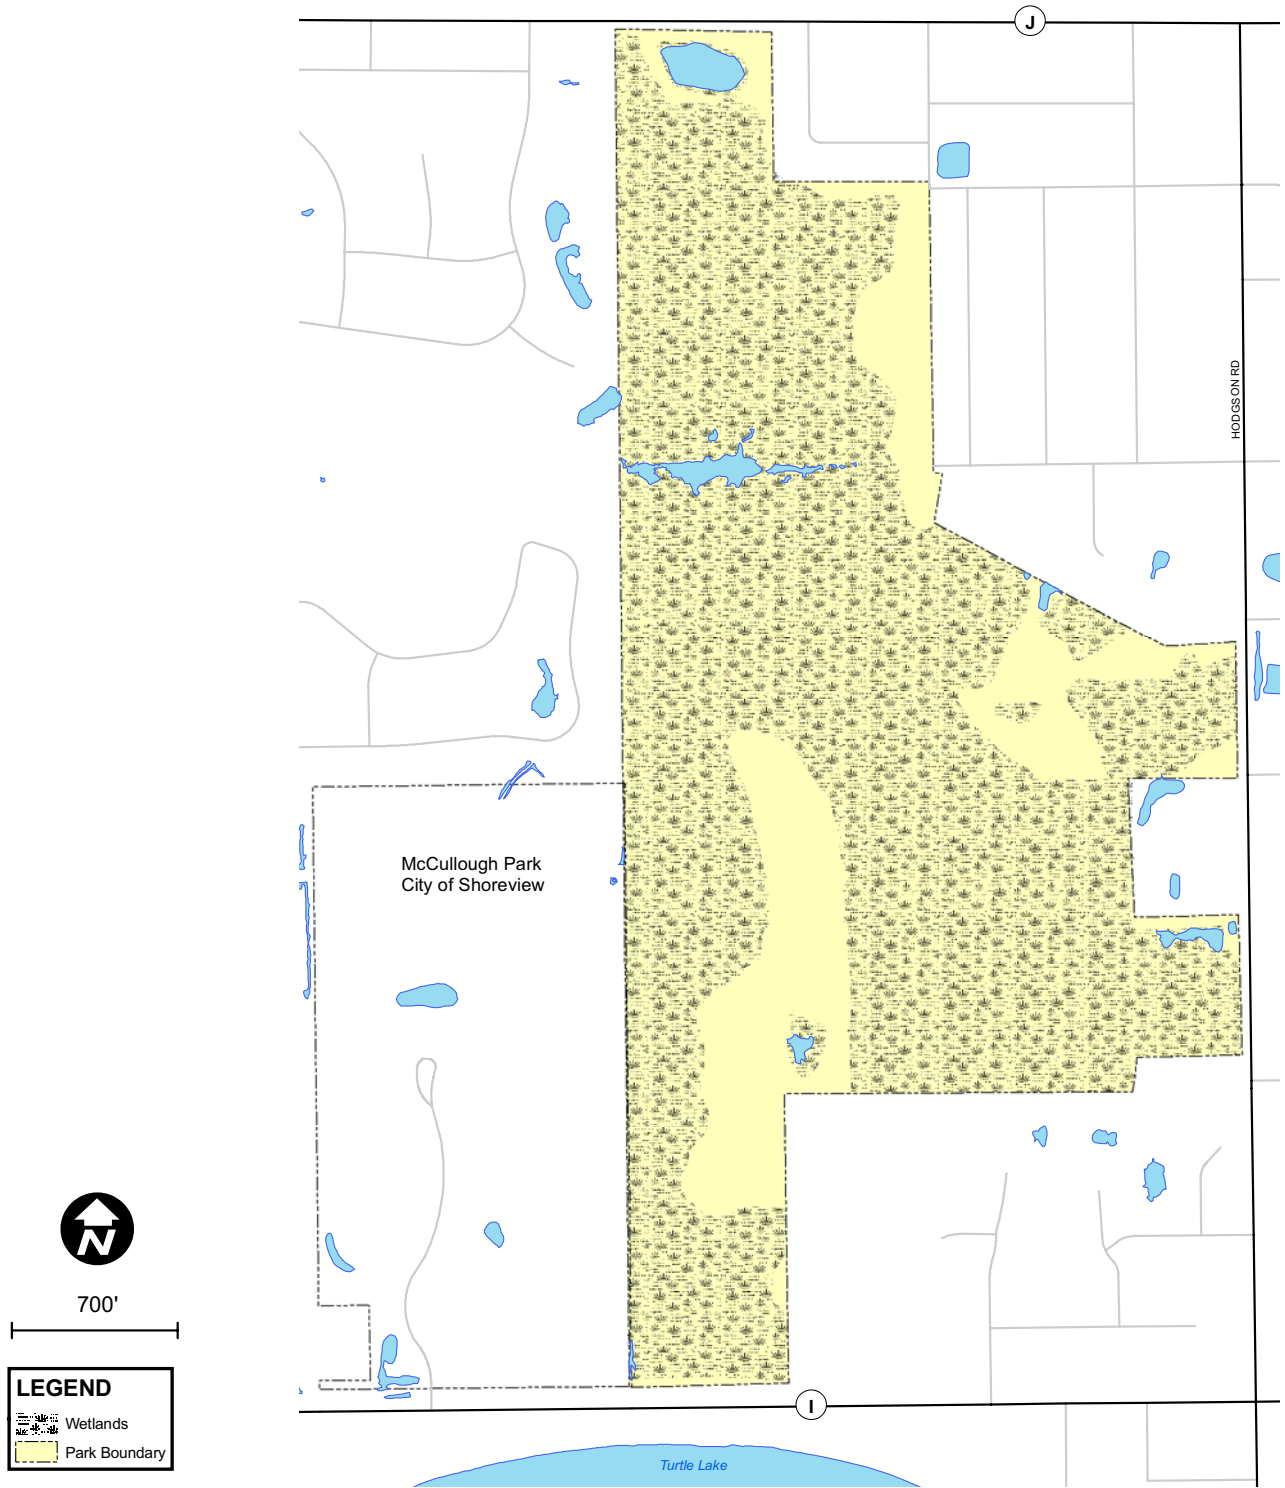 J
HODGSON RD
McCullough Park
City of Shoreview
N
700'
LEGEND
Wetlands
Park Boundary
I
Turtle Lake